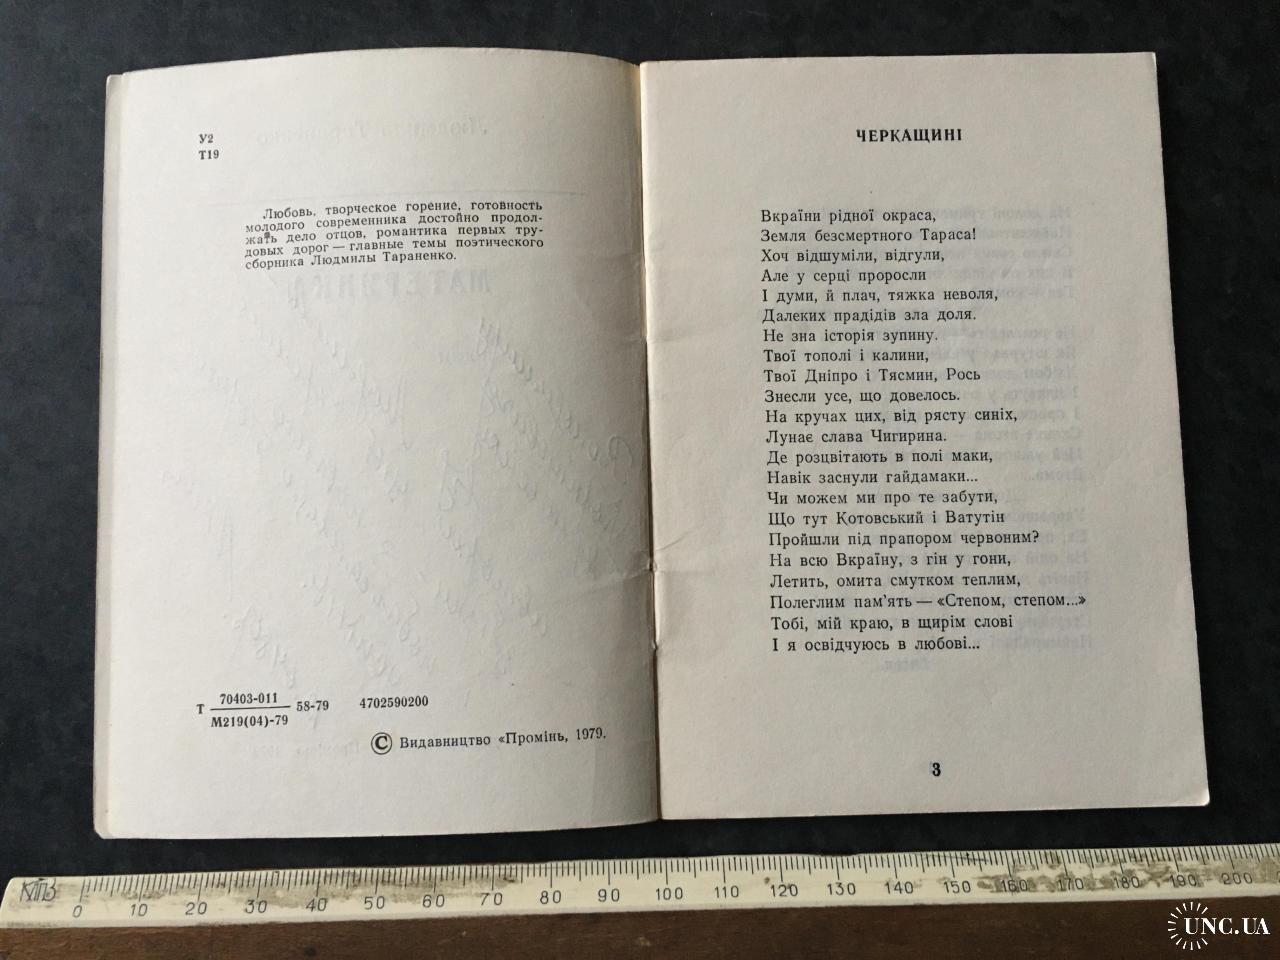 У2
Т19
Любовь, творческое горение, готовность
молодого современника достойно продол-
жать дело отцов, романтика первых тру-
довых дорог — главные темы поэтического
сборника Людмилы Тараненко.
Т 70403-011 58-79 4702590200
М219(04)-79
© Видавництво «Промінь, 1979.
ЧЕРКАЩИНІ
Вкраїни рідної окраса,
Земля безсмертного Тараса!
Хоч відшуміли, відгули,
Але у серці проросли
І думи, й плач, тяжка неволя,
Далеких прадідів зла доля.
Не зна історія зупину.
Твої тополі і калини,
Твої Дніпро і Тясмин, Рось
Знесли усе, що довелось.
На кручах цих, від рясту синіх,
Лунає слава Чигирина.
Де розцвітають в полі маки,
Навік заснули гайдамаки...
Чи можем ми про те забути,
Що тут Котовський і Ватутін
Пройшли під прапором червоним?
На всю Вкраїну, з гін у гони,
Летить, омита смутком теплим,
Полеглим пам'ять — «Степом, степом...»
Тобі, мій краю, в щирім слові
І я освідчуюсь в любові...
3
0 10 20 30 40 50 60 70 80 90 100 110 120 130 140 150 160 170 180 190 200
UNC.UA